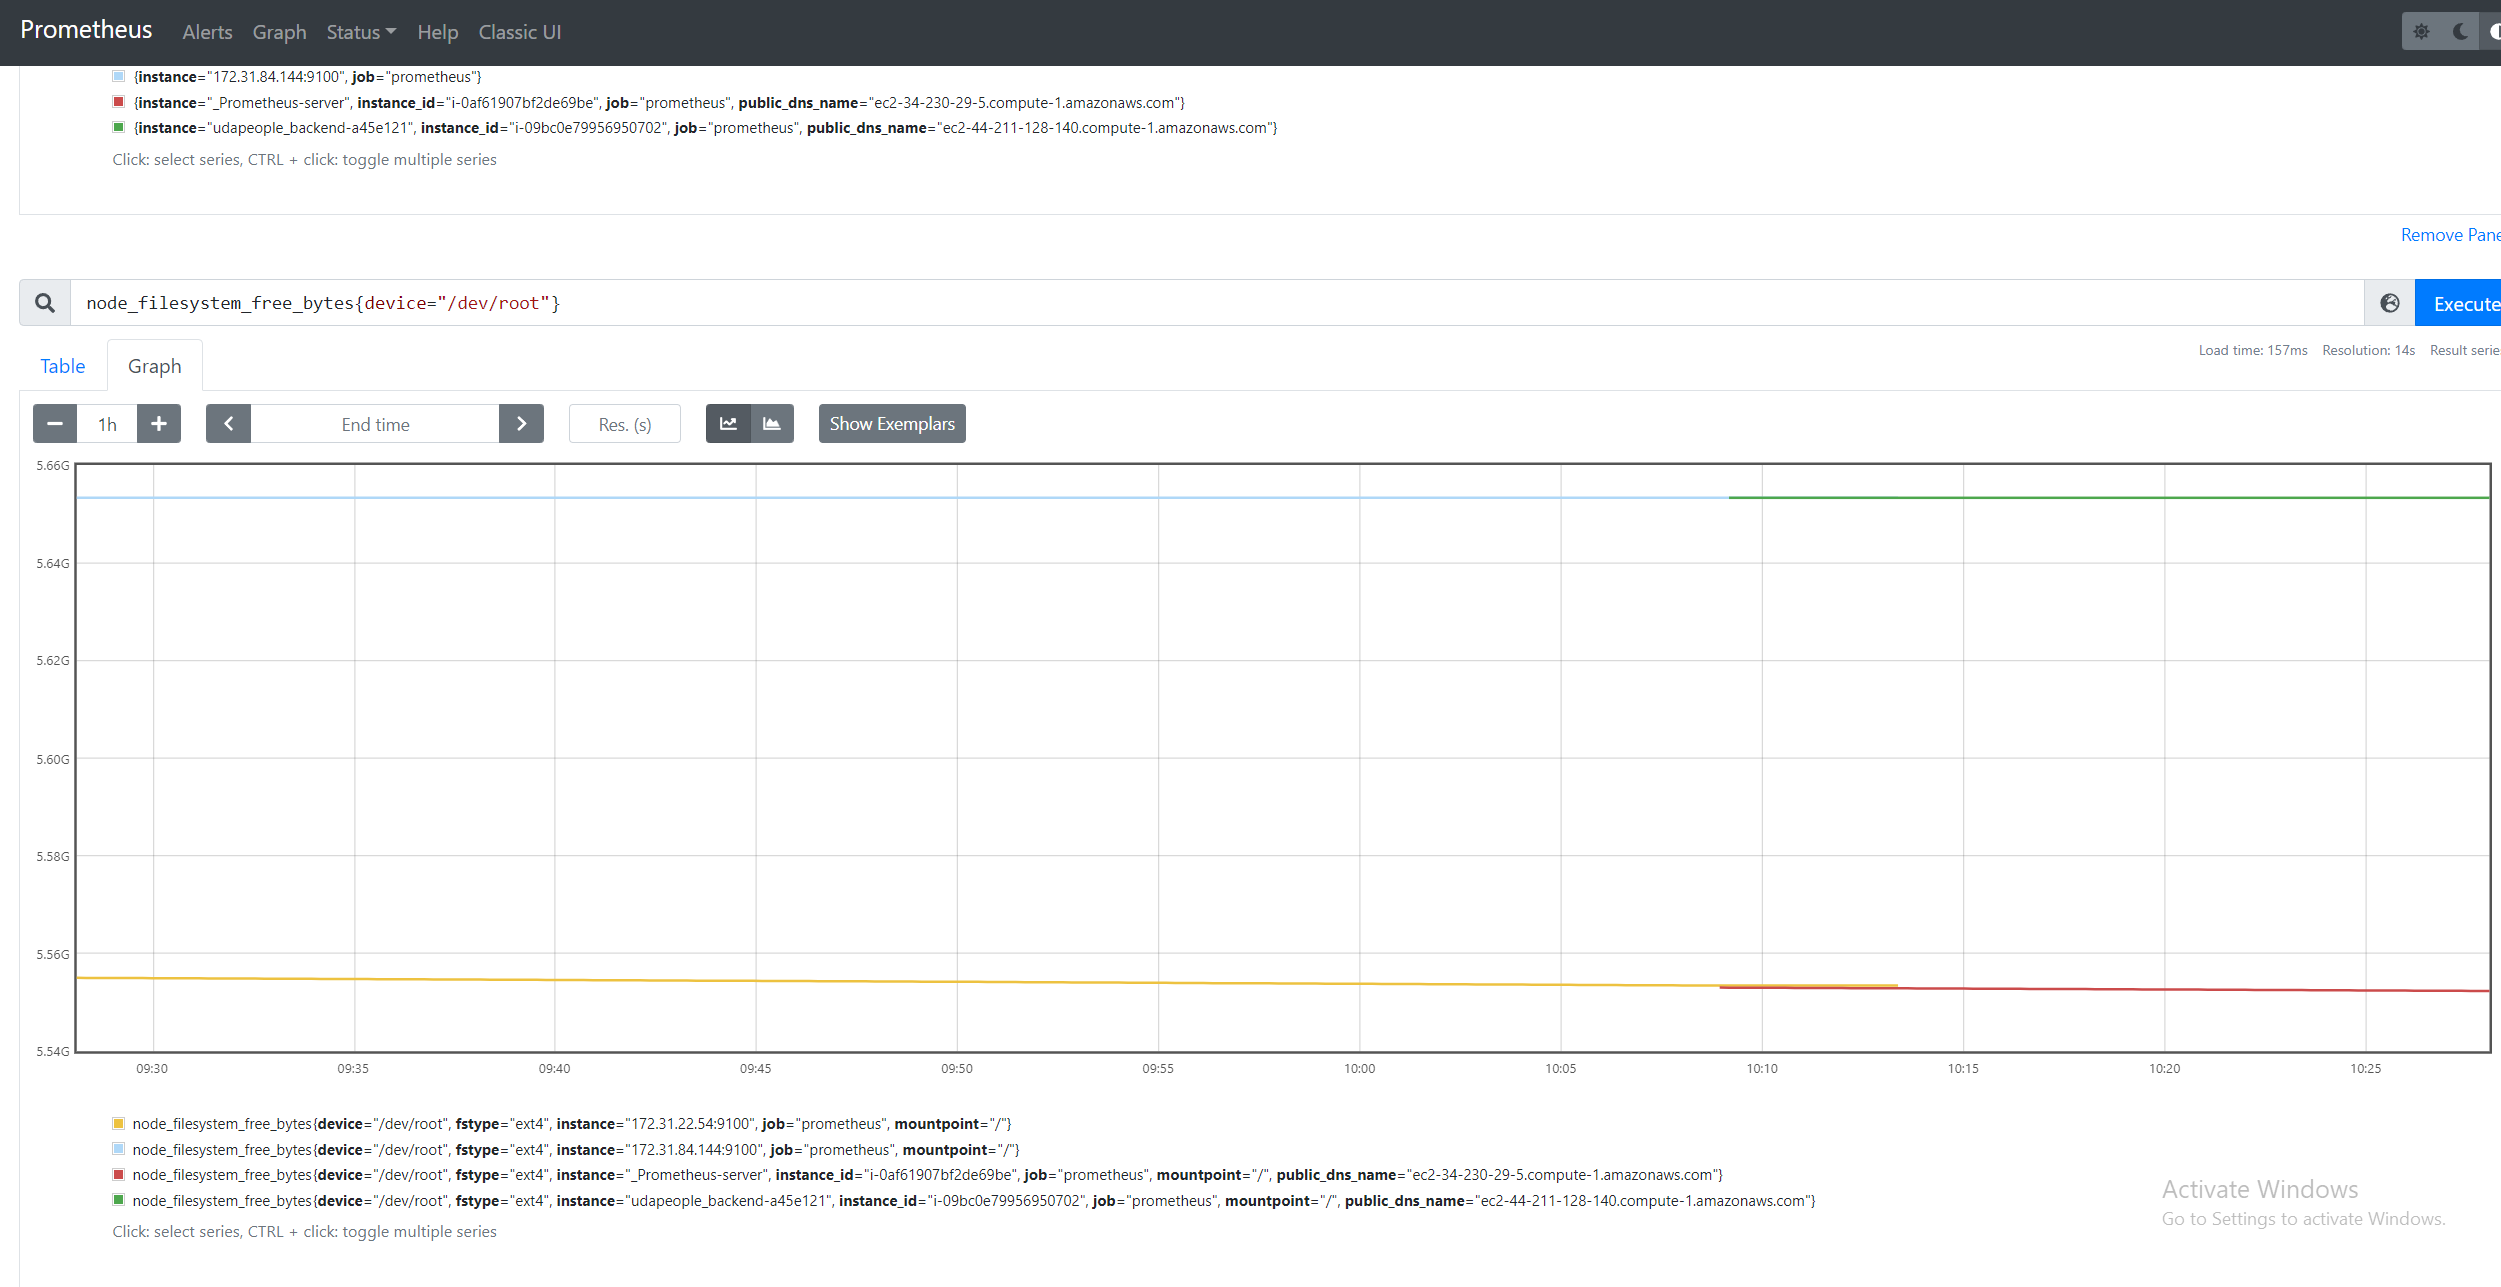 Prometheus Alerts Graph Status Help Classic UI
{instance="172.31.84.144:9100", job="prometheus"}
{instance="_Prometheus-server", instance_id="i-0af61907bf2de69be", job="prometheus", public_dns_name="ec2-34-230-29-5.compute-1.amazonaws.com"}
{instance="udapeople_backend-a45e121", instance_id="i-09bc0e79956950702", job="prometheus", public_dns_name="ec2-44-211-128-140.compute-1.amazonaws.com"}
Click: select series, CTRL + click: toggle multiple series
Remove Pane
node_filesystem_free_bytes{device="/dev/root"}
Execute
Table Graph
Load time: 157ms Resolution: 14s Result serie
1h End time Res. (s) Show Exemplars
5.66G
5.64G
5.62G
5.60G
5.58G
5.56G
5.54G
09:30 09:35 09:40 09:45 09:50 09:55 10:00 10:05 10:10 10:15 10:20 10:25
node_filesystem_free_bytes{device="/dev/root", fstype="ext4", instance="172.31.22.54:9100", job="prometheus", mountpoint="/"}
node_filesystem_free_bytes{device="/dev/root", fstype="ext4", instance="172.31.84.144:9100", job="prometheus", mountpoint="/"}
node_filesystem_free_bytes{device="/dev/root", fstype="ext4", instance="_Prometheus-server", instance_id="i-0af61907bf2de69be", job="prometheus", mountpoint="/", public_dns_name="ec2-34-230-29-5.compute-1.amazonaws.com"}
node_filesystem_free_bytes{device="/dev/root", fstype="ext4", instance="udapeople_backend-a45e121", instance_id="i-09bc0e79956950702", job="prometheus", mountpoint="/", public_dns_name="ec2-44-211-128-140.compute-1.amazonaws.com"}
Click: select series, CTRL + click: toggle multiple series
Activate Windows
Go to Settings to activate Windows.